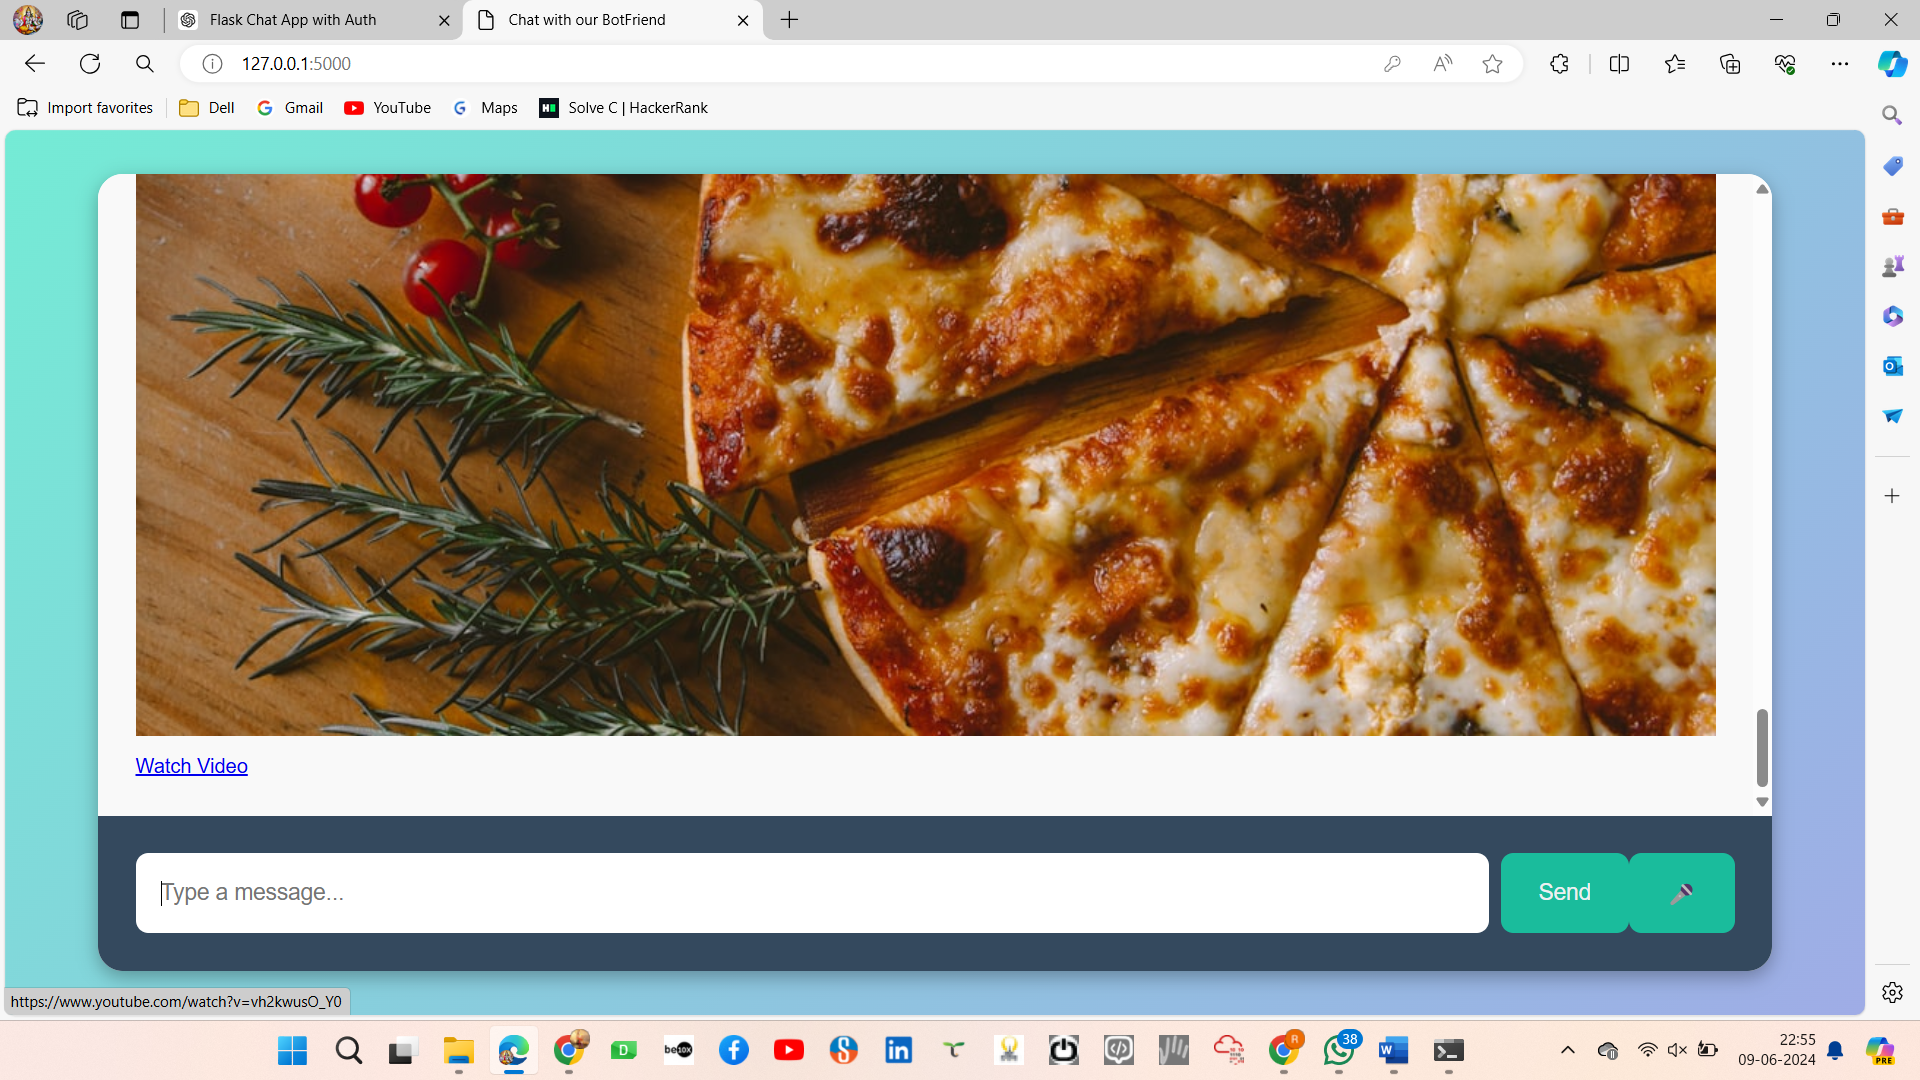 Flask Chat App with Auth
Chat with our BotFriend
127.0.0.1:5000
Import favorites
Dell
Gmail
YouTube
Maps
Solve C | HackerRank
Watch Video
Type a message...
Send
https://www.youtube.com/watch?v=vh2kwusO_Y0
D
be10x
R
38
22:55
09-06-2024
PRE